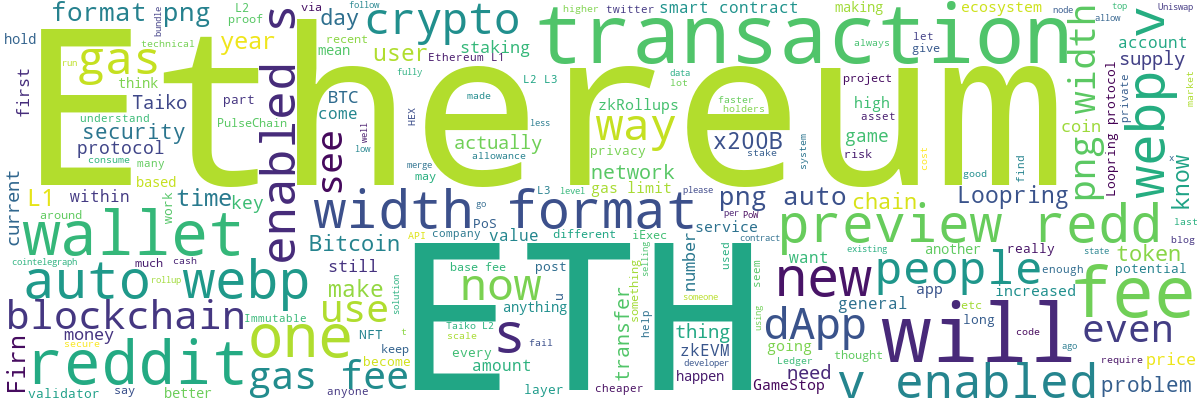 Ethereum
ETH
transaction
format png
L2
proof
via
day
crypto
follow
recent
higher
twitter
smart contract
making
ecosystem
node
top
allow
Uniswap
hold
technical
bundle
year
mean
user
staking
Ethereum L1
always
let
give
account
supply
gas
run
think
fully
L2 L3
data
lot
project
market
first
Taiko
part
BTC
come
made
zkRollups
faster
holders
high
asset
private
webp v
png width
understand
PulseChain
HEX
less
way
x200B
game
coin
security
protocol
consume
many
enabled
see
well
low
actually
allowance
privacy
stake
system
risk
cost
Loopring protocol
based
merge
may
network
gas limit
L3
level
please
good
find
x
know
current
L1
within
time
key
width format
go
png auto
chain
Loopring
last
around
work
PoS
per
PoW
service
contract
preview redd
blog
wallet
API
company
value
different
iExec
number
used
existing
another
really
state
cointelegraph
much
cash
Bitcoin
still
base fee
post
selling
seem
want
new
people
token
enough
potential
auto webp
rollup
make
solution
now
anything
u
transfer
something
someone
using
app
increased
fee
blockchain
Immutable
use
Taiko L2
scale
s
fail
help
thing
dApp
general
etc
long
will
even
Firn
money
secure
one
NFT
t
keep
every
amount
zkEVM
developer
happen
going
Ledger
thought
code
ago
require
price
reddit
become
gas fee
layer
cheaper
GameStop
need
v enabled
problem
validator
say
better
anyone
s